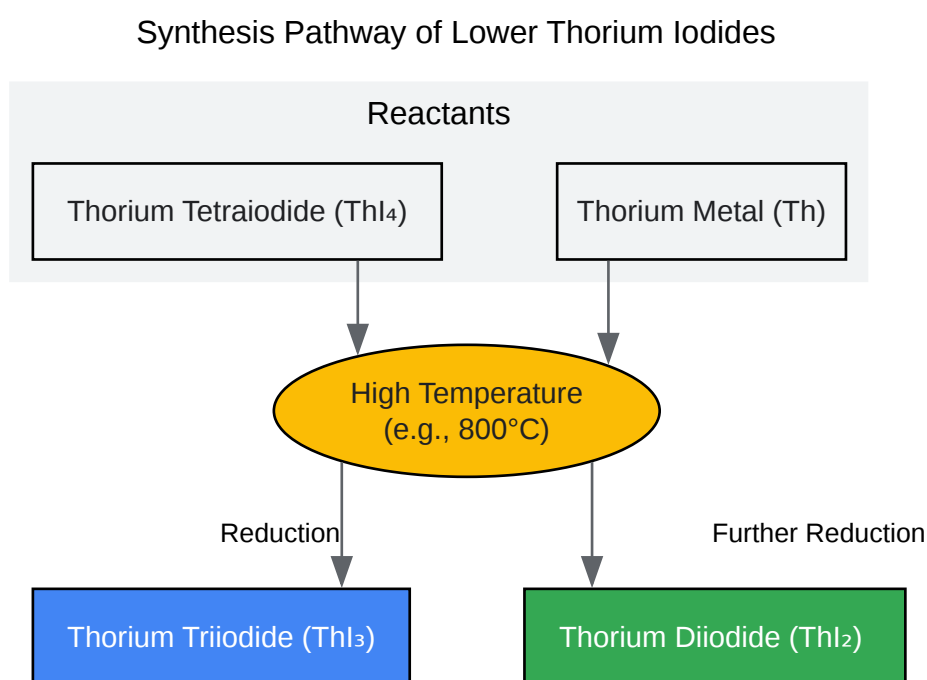 Synthesis Pathway of Lower Thorium Iodides
Reactants
Thorium Tetraiodide (ThI₄)
Thorium Metal (Th)
High Temperature
(e.g., 800°C)
Reduction
Further Reduction
Thorium Triiodide (ThI₃)
Thorium Diiodide (ThI₂)